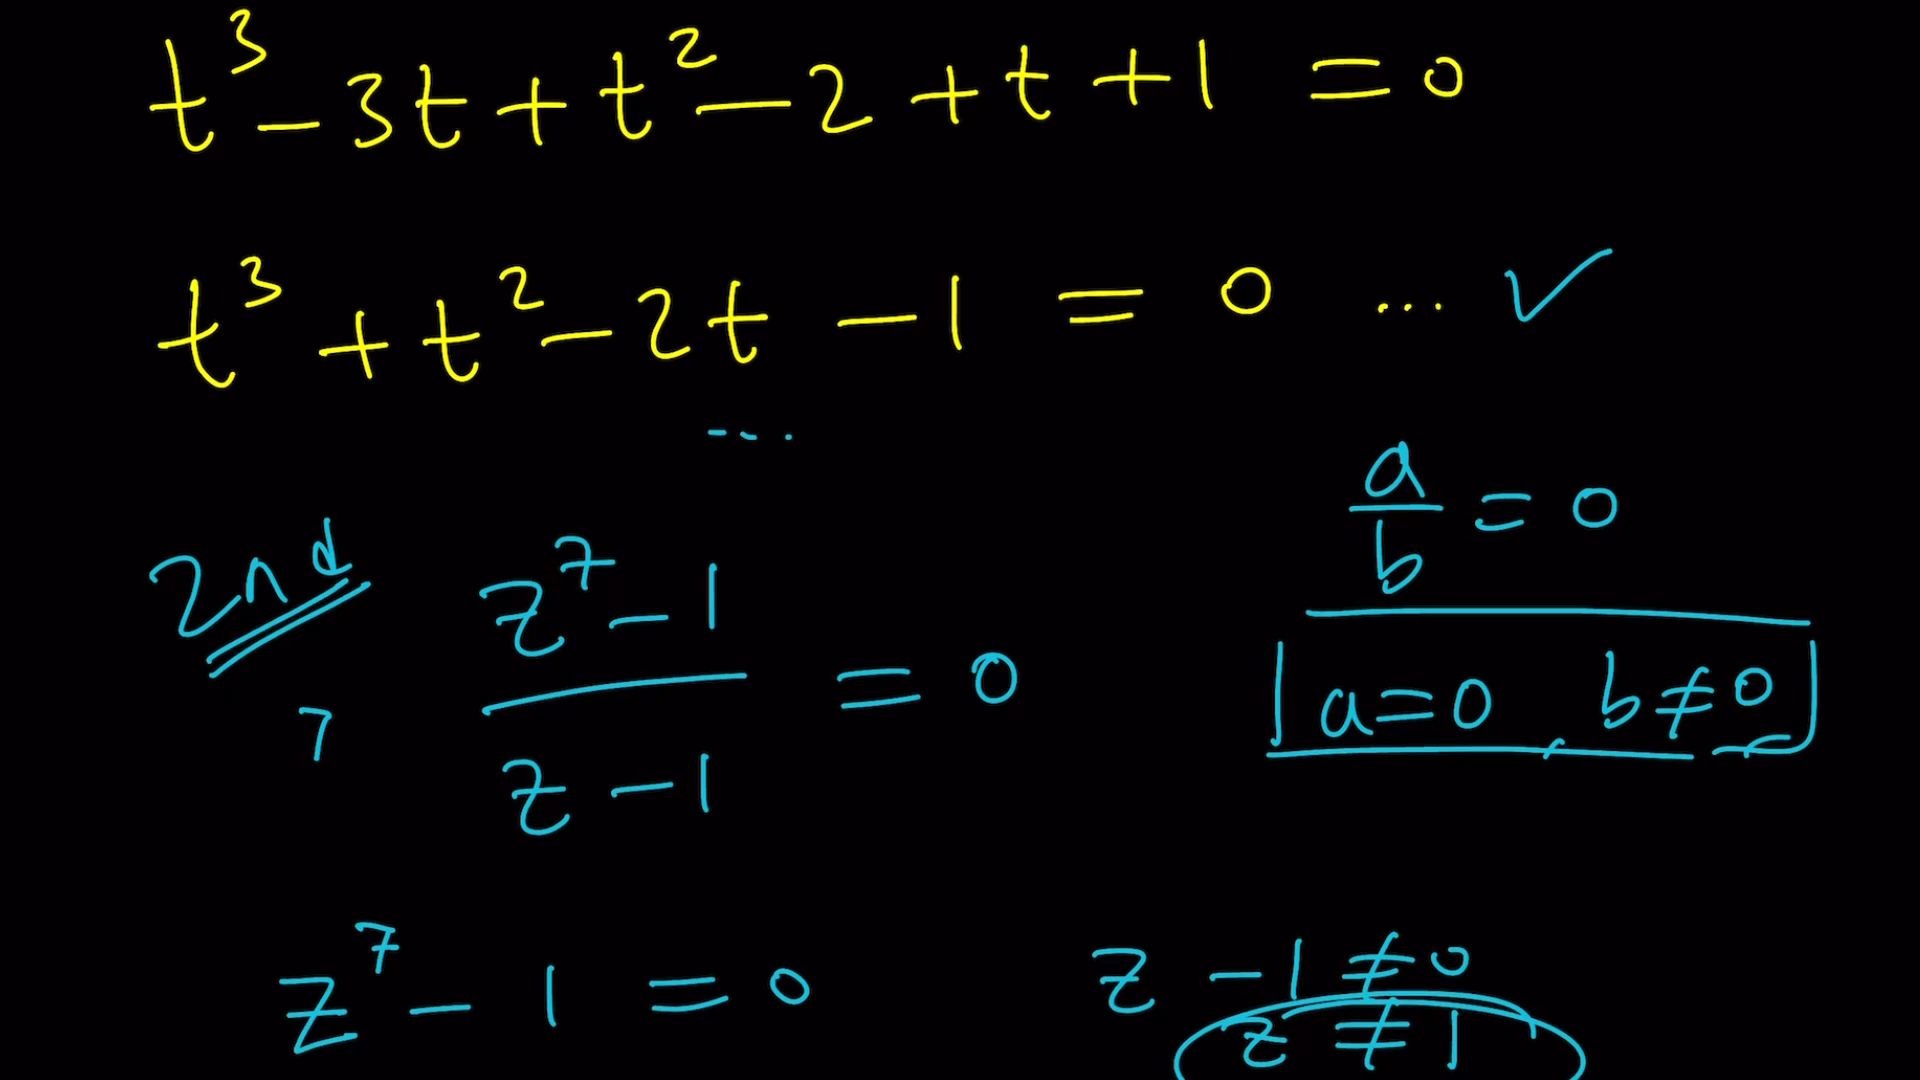 t³ - 3t + t² - 2 + t + 1 = 0
t³ + t² - 2t - 1 = 0 ... ✓
...
a/b = 0
2nd (z⁷ - 1)/(z - 1) = 0
a=0, b≠0
7
z⁷ - 1 = 0
z - 1 ≠ 0
z ≠ 1